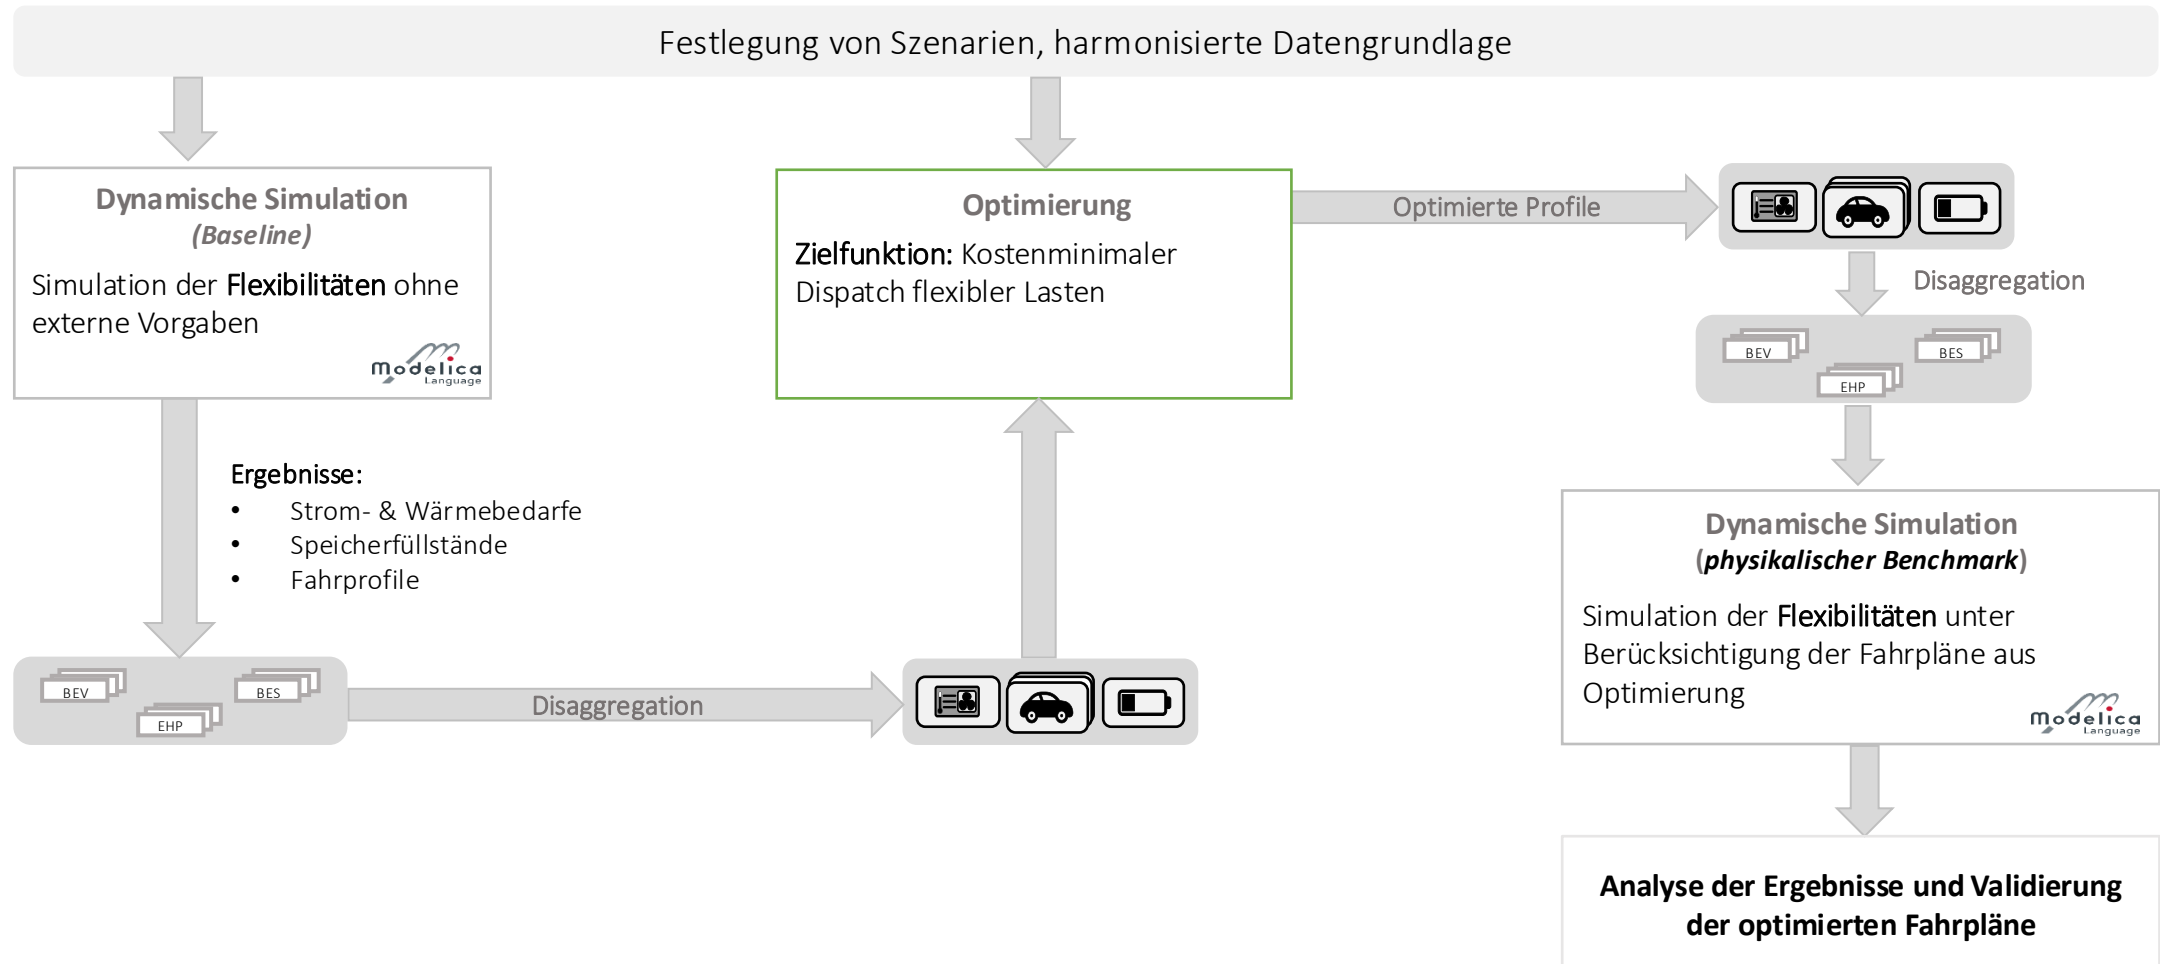 Festlegung von Szenarien, harmonisierte Datengrundlage
Dynamische Simulation
(Baseline)
Simulation der Flexibilitäten ohne
externe Vorgaben
Modelica
Language
Ergebnisse:
• Strom- & Wärmebedarfe
• Speicherfüllstände
• Fahrprofile
BEV
BES
EHP
Disaggregation
Optimierung
Zielfunktion: Kostenminimaler
Dispatch flexibler Lasten
Optimierte Profile
Disaggregation
BEV
BES
EHP
Dynamische Simulation
(physikalischer Benchmark)
Simulation der Flexibilitäten unter
Berücksichtigung der Fahrpläne aus
Optimierung
Modelica
Language
Analyse der Ergebnisse und Validierung
der optimierten Fahrpläne